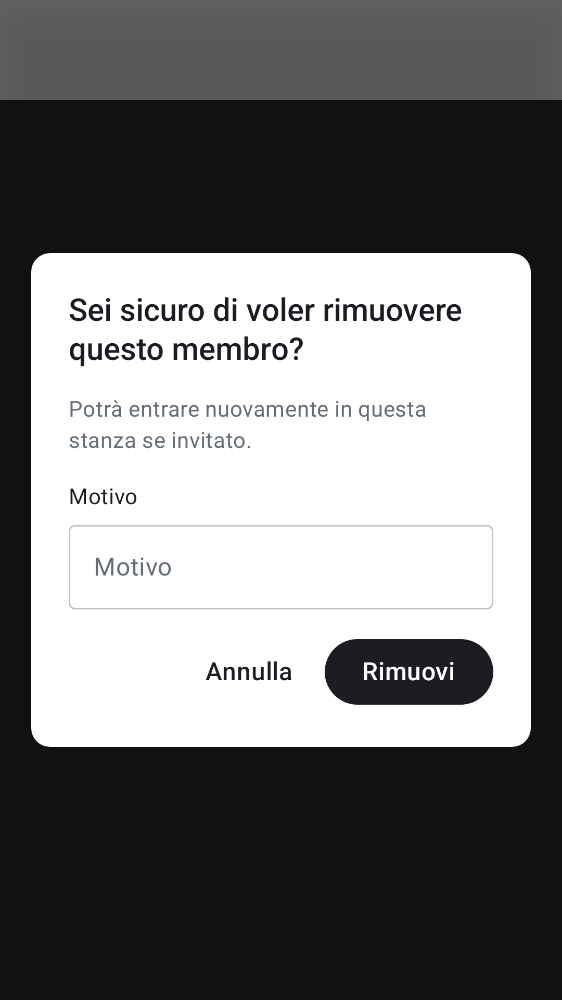 Sei sicuro di voler rimuovere
questo membro?
Potrà entrare nuovamente in questa
stanza se invitato.
Motivo
Motivo
Annulla
Rimuovi